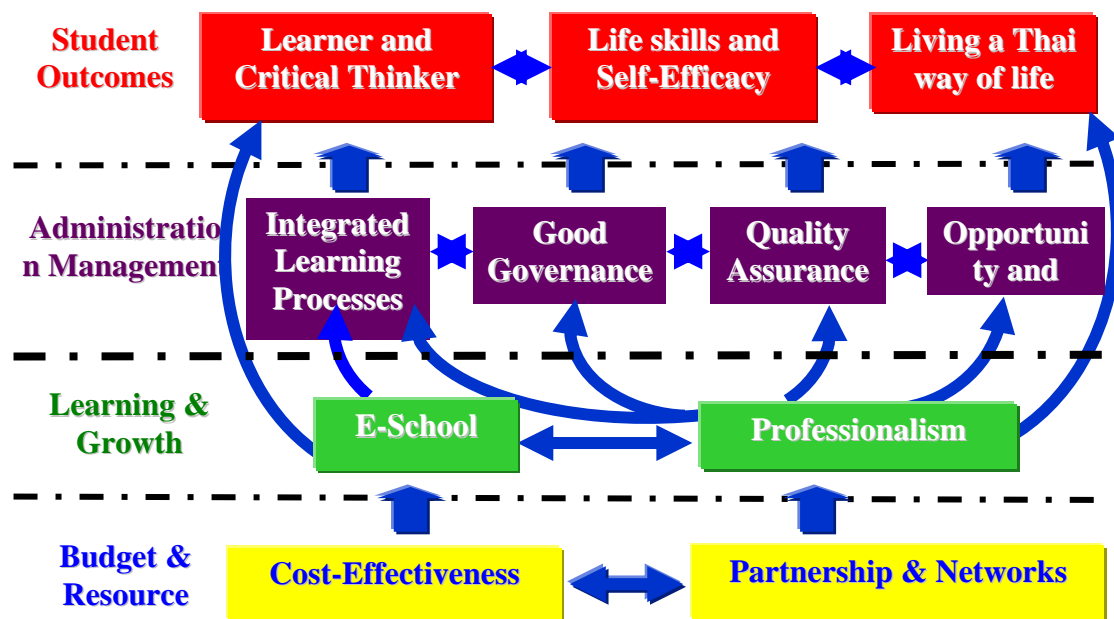 Student
Outcomes
Learner and
Critical Thinker
Life skills and
Self-Efficacy
Living a Thai
way of life
Administratio
n Management
Integrated
Learning
Processes
Good
Governance
Quality
Assurance
Opportuni
ty and
Learning &
Growth
E-School
Professionalism
Budget &
Resource
Cost-Effectiveness
Partnership & Networks